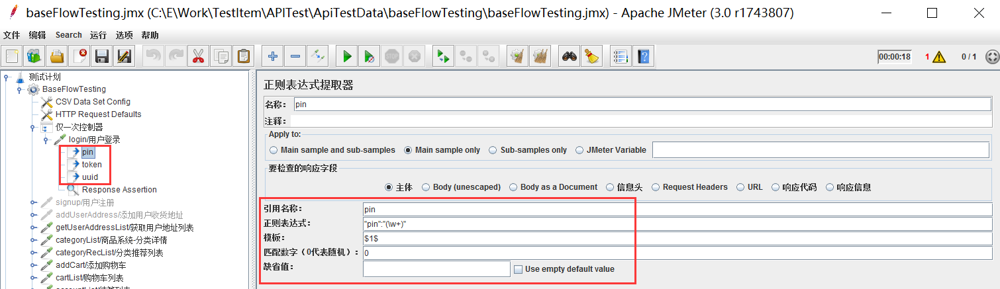 baseFlowTesting.jmx (C:\E\Work\TestItem\APITest\ApiTestData\baseFlowTesting\baseFlowTesting.jmx) - Apache JMeter (3.0 r1743807)
文件 编辑 Search 运行 选项 帮助
00:00:18 1 0 / 1
测试计划
BaseFlowTesting
CSV Data Set Config
HTTP Request Defaults
仅一次控制器
login/用户登录
pin
token
uuid
Response Assertion
signup/用户注册
addUserAddress/添加用户收货地址
getUserAddressList/获取用户地址列表
categoryList/商品系统-分类详情
categoryRecList/分类推荐列表
addCart/添加购物车
cartList/购物车列表
正则表达式提取器
名称: pin
注释:
Apply to:
Main sample and sub-samples Main sample only Sub-samples only JMeter Variable
要检查的响应字段
主体 Body (unescaped) Body as a Document 信息头 Request Headers URL 响应代码 响应信息
引用名称: pin
正则表达式: "pin":"(\w+)"
模板: $1$
匹配数字（0代表随机）: 0
缺省值: Use empty default value